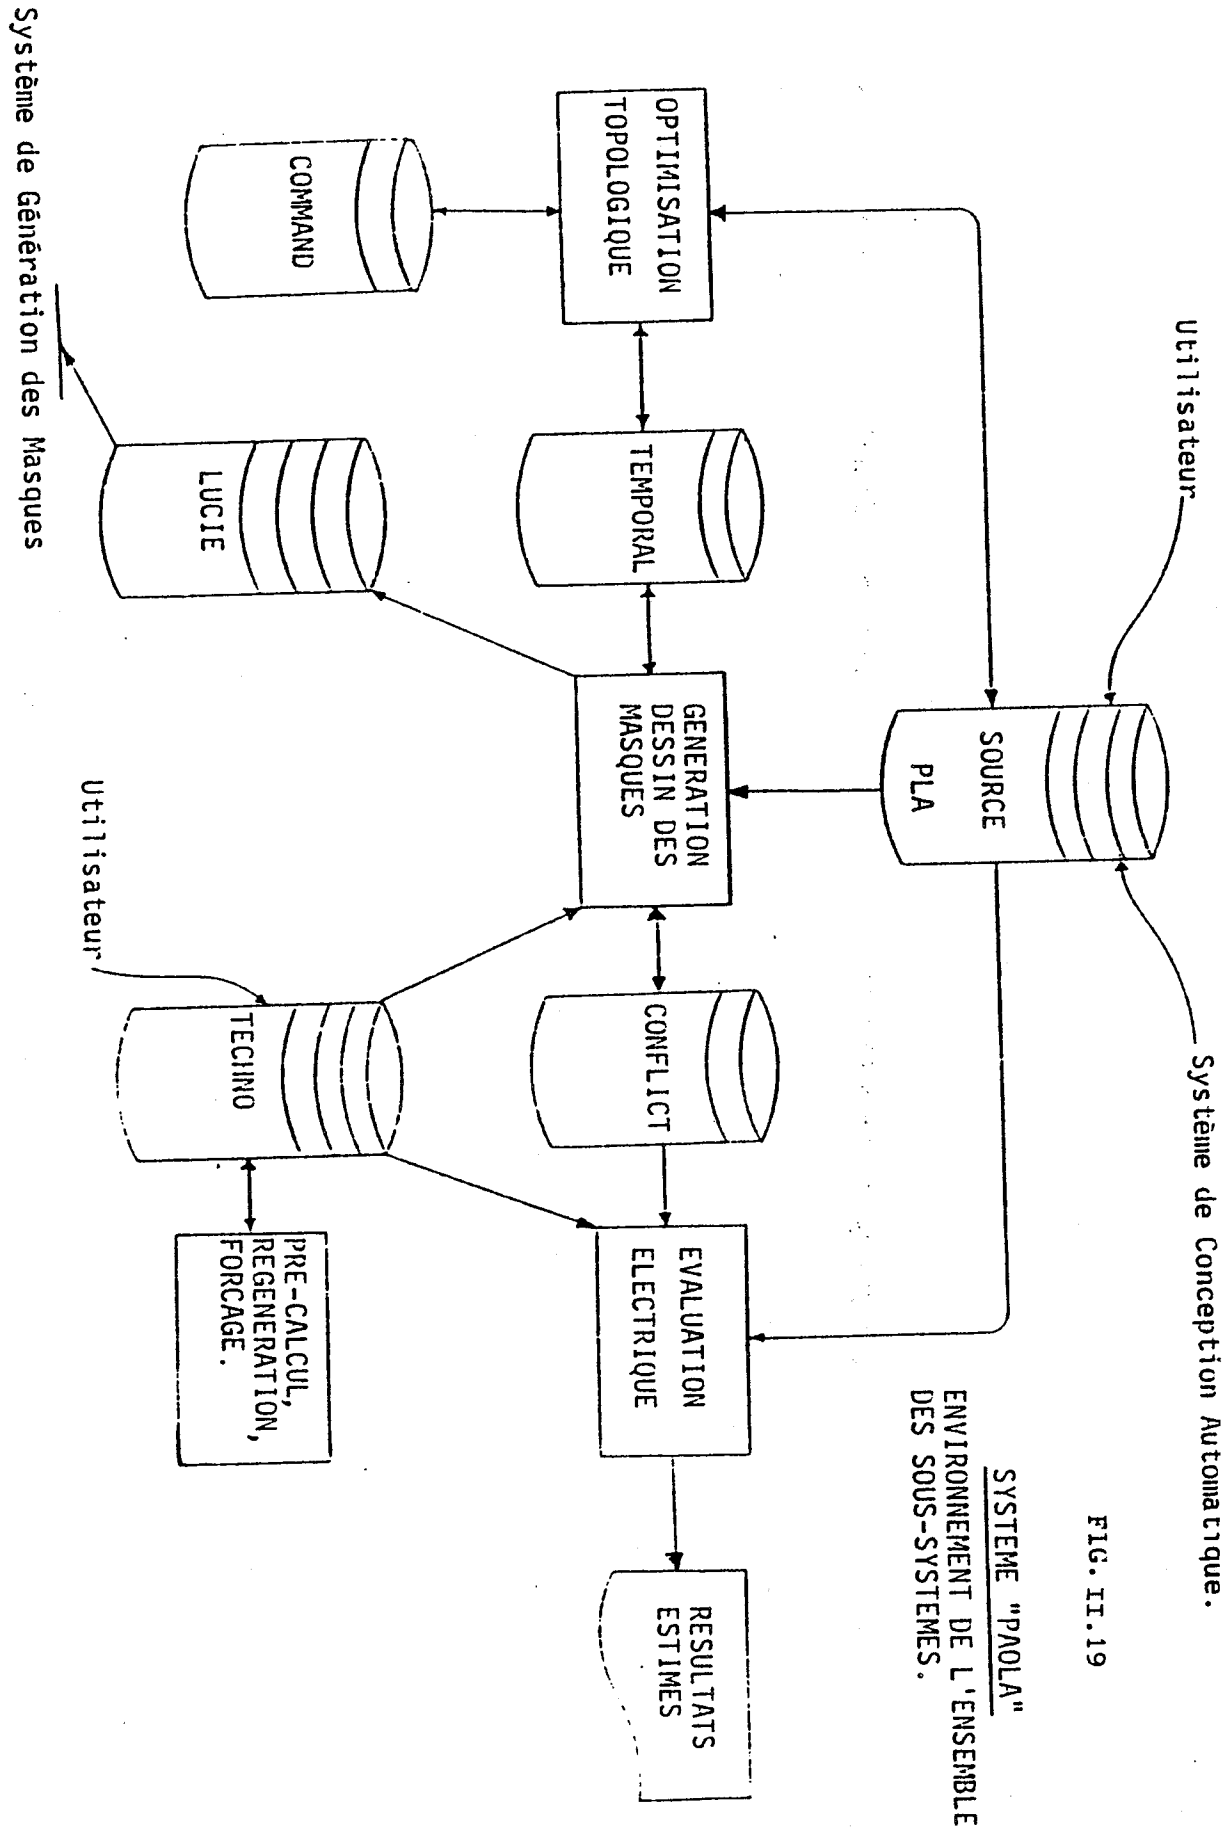 FIG. II.19
SYSTEME "PAOLA"
ENVIRONNEMENT DE L'ENSEMBLE
DES SOUS-SYSTEMES.
Utilisateur
Système de Conception Automatique.
SOURCE
PLA
OPTIMISATION
TOPOLOGIQUE
TEMPORAL
GENERATION
DESSIN DES
MASQUES
CONFLICT
EVALUATION
ELECTRIQUE
RESULTATS
ESTIMES
COMMAND
LUCIE
TECHNO
PRE-CALCUL,
REGENERATION,
FORCAGE.
Utilisateur
Système de Génération des Masques